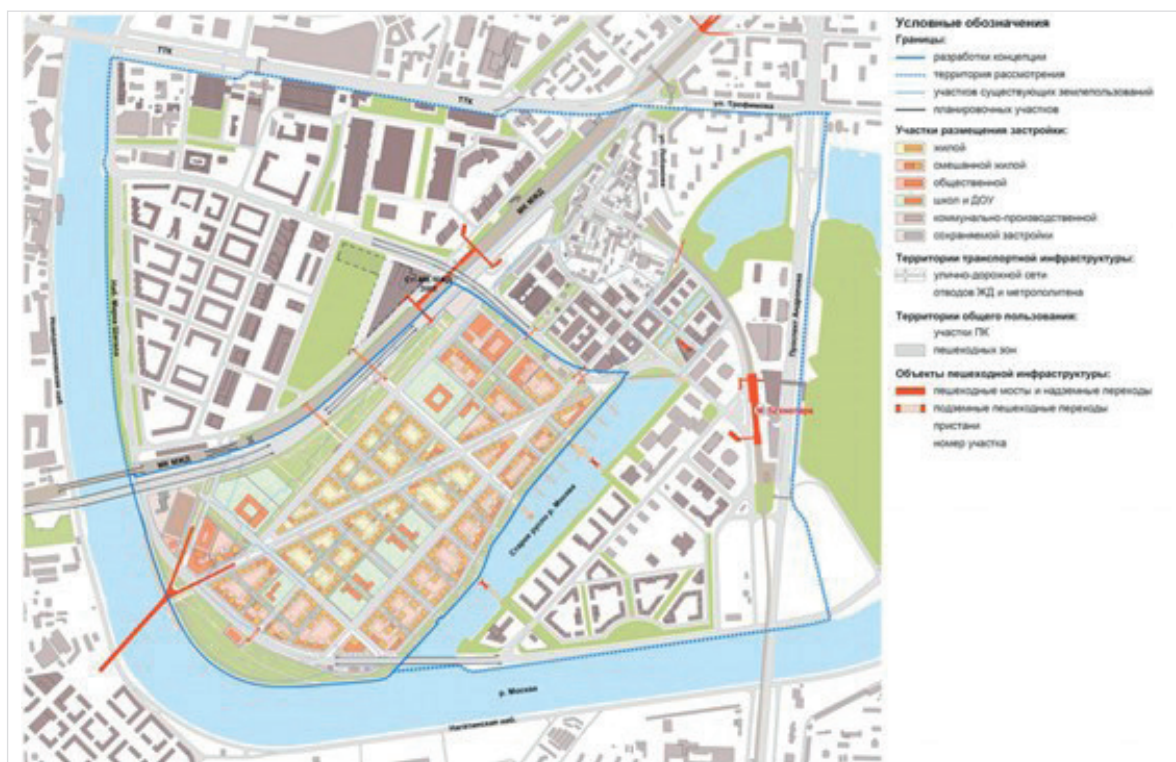 Условные обозначения
Границы:
разработки концепции
территория рассмотрения
участков существующих землепользований
планировочных участков
Участки размещения застройки:
жилой
смешанной жилой
общественной
школ и ДОУ
коммунально-производственной
сохраняемой застройки
Территории транспортной инфраструктуры:
улично-дорожной сети
отводов ЖД и метрополитена
Территории общего пользования:
участки ПК
пешеходных зон
Объекты пешеходной инфраструктуры:
пешеходные мосты и надземные переходы
подземные пешеходные переходы
пристани
номер участка
ТТК
ТТК
ул. Трофимова
МК МЖД
Проспект Андропова
МК МЖД
Старое русло р. Москва
р. Москва
Нагатинская наб.